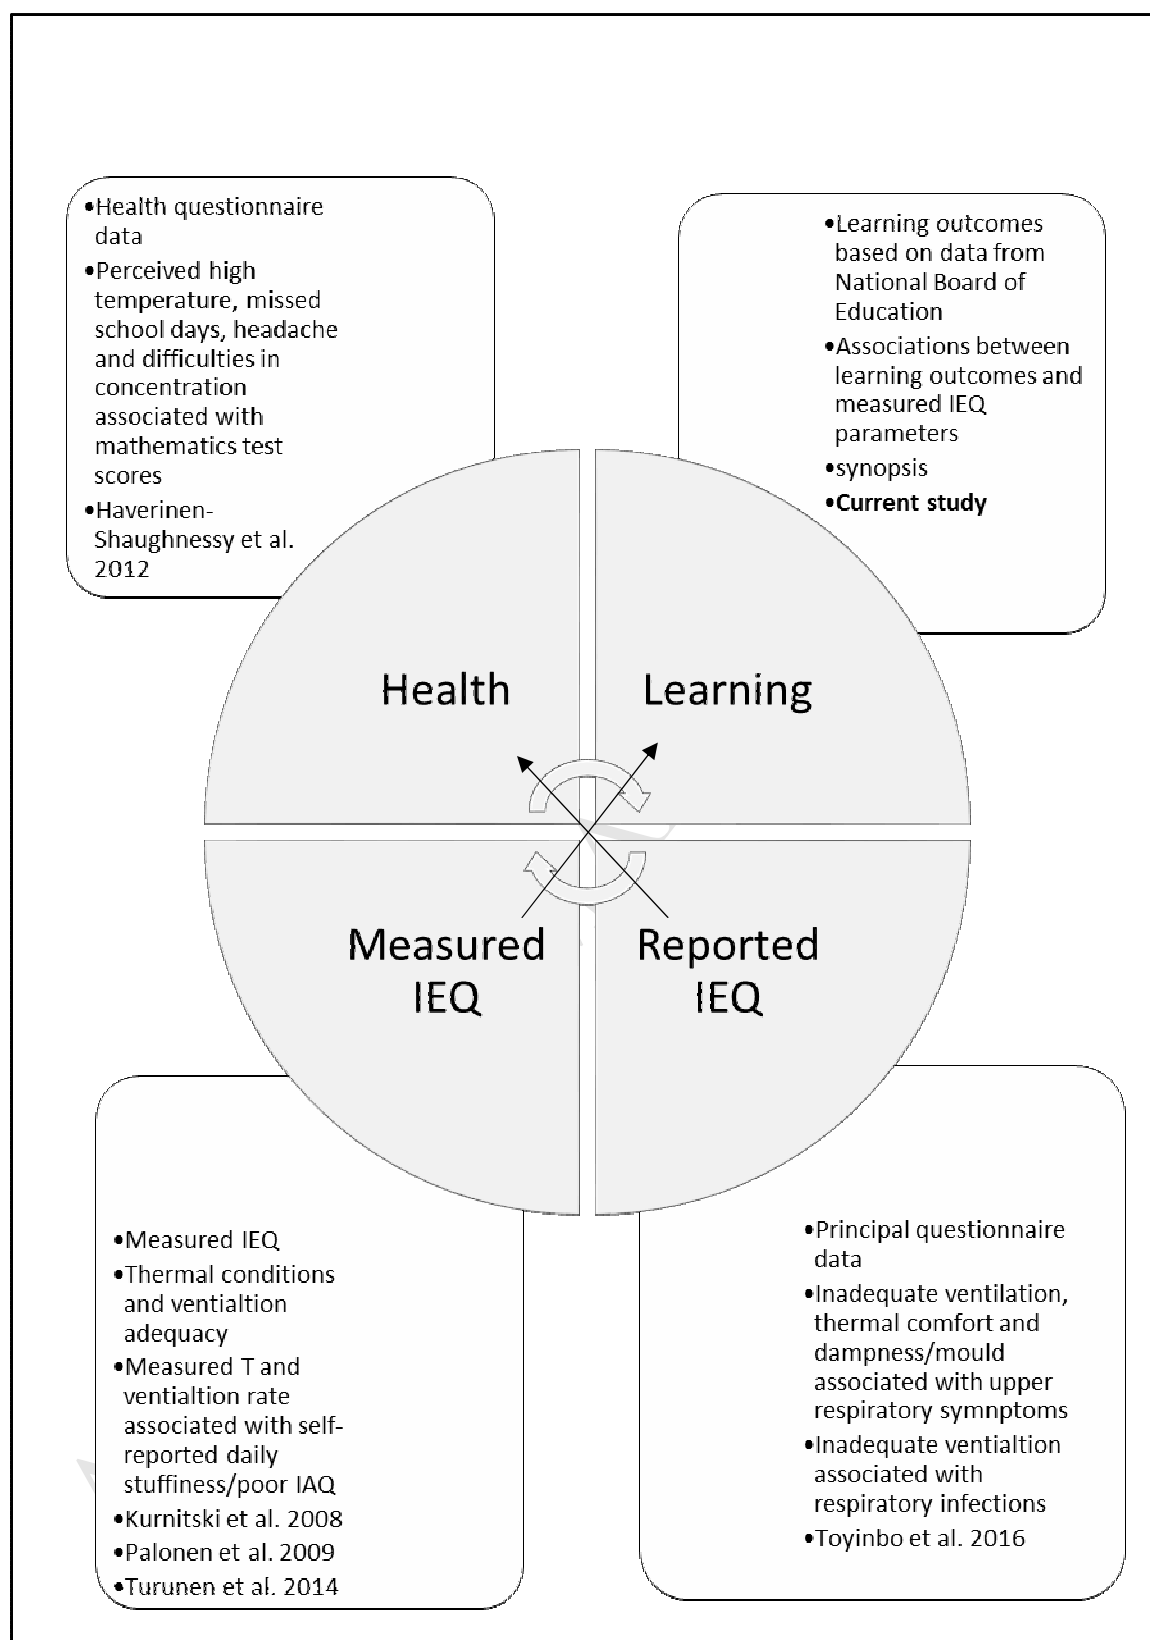 •Health questionnaire
data
•Perceived high
temperature, missed
school days, headache
and difficulties in
concentration
associated with
mathematics test
scores
•Haverinen-
Shaughnessy et al.
2012
•Learning outcomes
based on data from
National Board of
Education
•Associations between
learning outcomes and
measured IEQ
parameters
•synopsis
•Current study
Health
Learning
Measured
IEQ
Reported
IEQ
•Measured IEQ
•Thermal conditions
and ventialtion
adequacy
•Measured T and
ventialtion rate
associated with self-
reported daily
stuffiness/poor IAQ
•Kurnitski et al. 2008
•Palonen et al. 2009
•Turunen et al. 2014
•Principal questionnaire
data
•Inadequate ventilation,
thermal comfort and
dampness/mould
associated with upper
respiratory symnptoms
•Inadequate ventialtion
associated with
respiratory infections
•Toyinbo et al. 2016